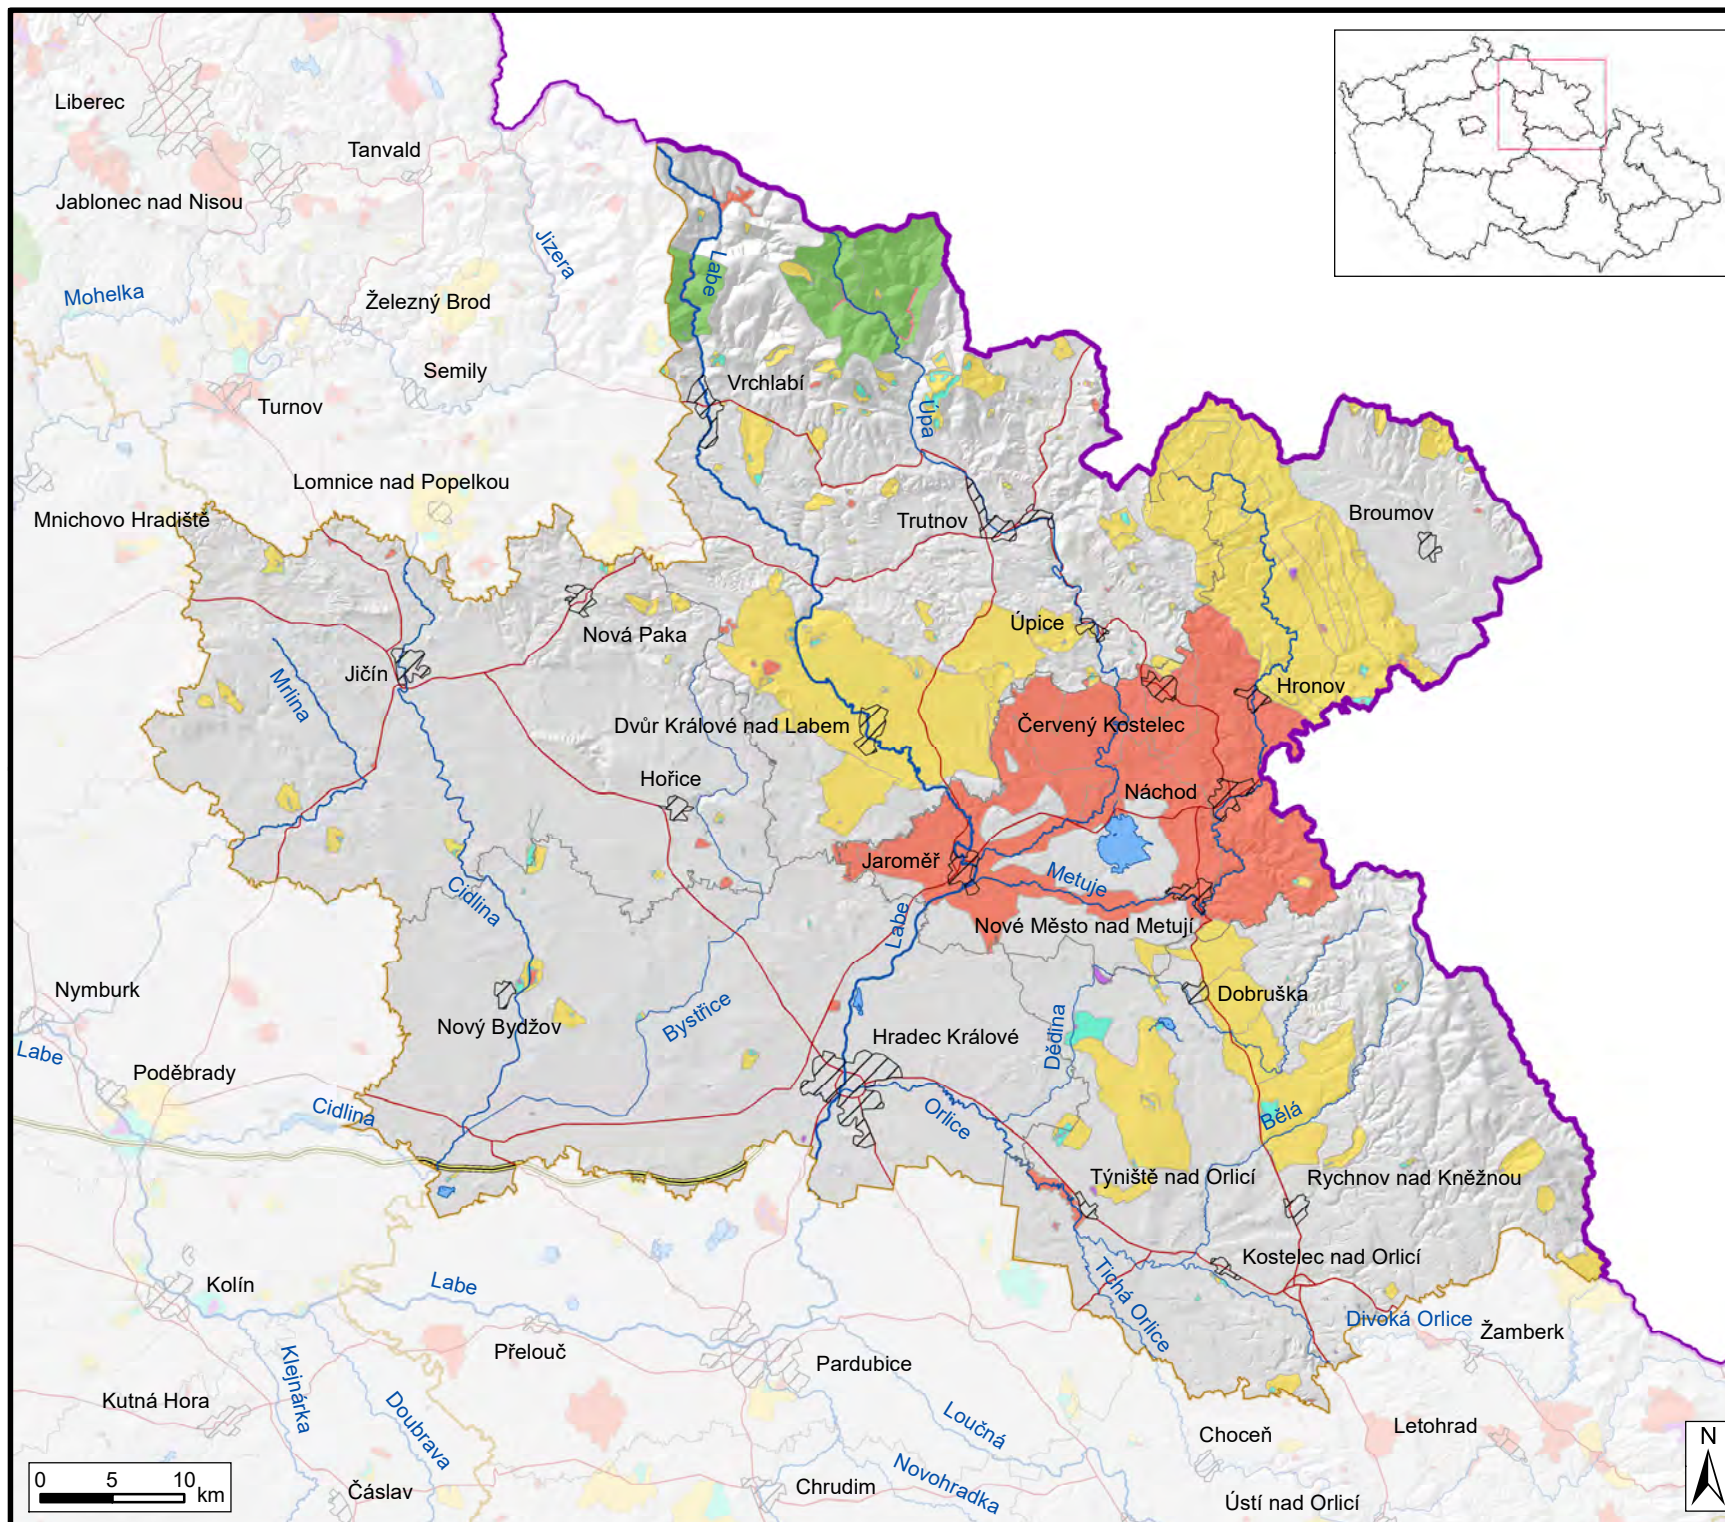 Liberec
Tanvald
Jablonec nad Nisou
Jizera
Labe
Mohelka
Železný Brod
Semily
Vrchlabí
Turnov
Úpa
Lomnice nad Popelkou
Mnichovo Hradiště
Trutnov
Broumov
Nová Paka
Úpice
Jičín
Mrlina
Hronov
Dvůr Králové nad Labem
Červený Kostelec
Hořice
Náchod
Jaroměř
Metuje
Cidlina
Labe
Nové Město nad Metují
Nymburk
Dobruška
Nový Bydžov
Bystřice
Hradec Králové
Dědina
Labe
Poděbrady
Cidlina
Orlice
Bělá
Týniště nad Orlicí
Rychnov nad Kněžnou
Kolín
Labe
Kostelec nad Orlicí
Tichá Orlice
Divoká Orlice
Žamberk
Přelouč
Pardubice
Klejnárka
Kutná Hora
Doubrava
Loučná
Choceň
Letohrad
N
0 5 10
km
Čáslav
Chrudim
Novohradka
Ústí nad Orlicí